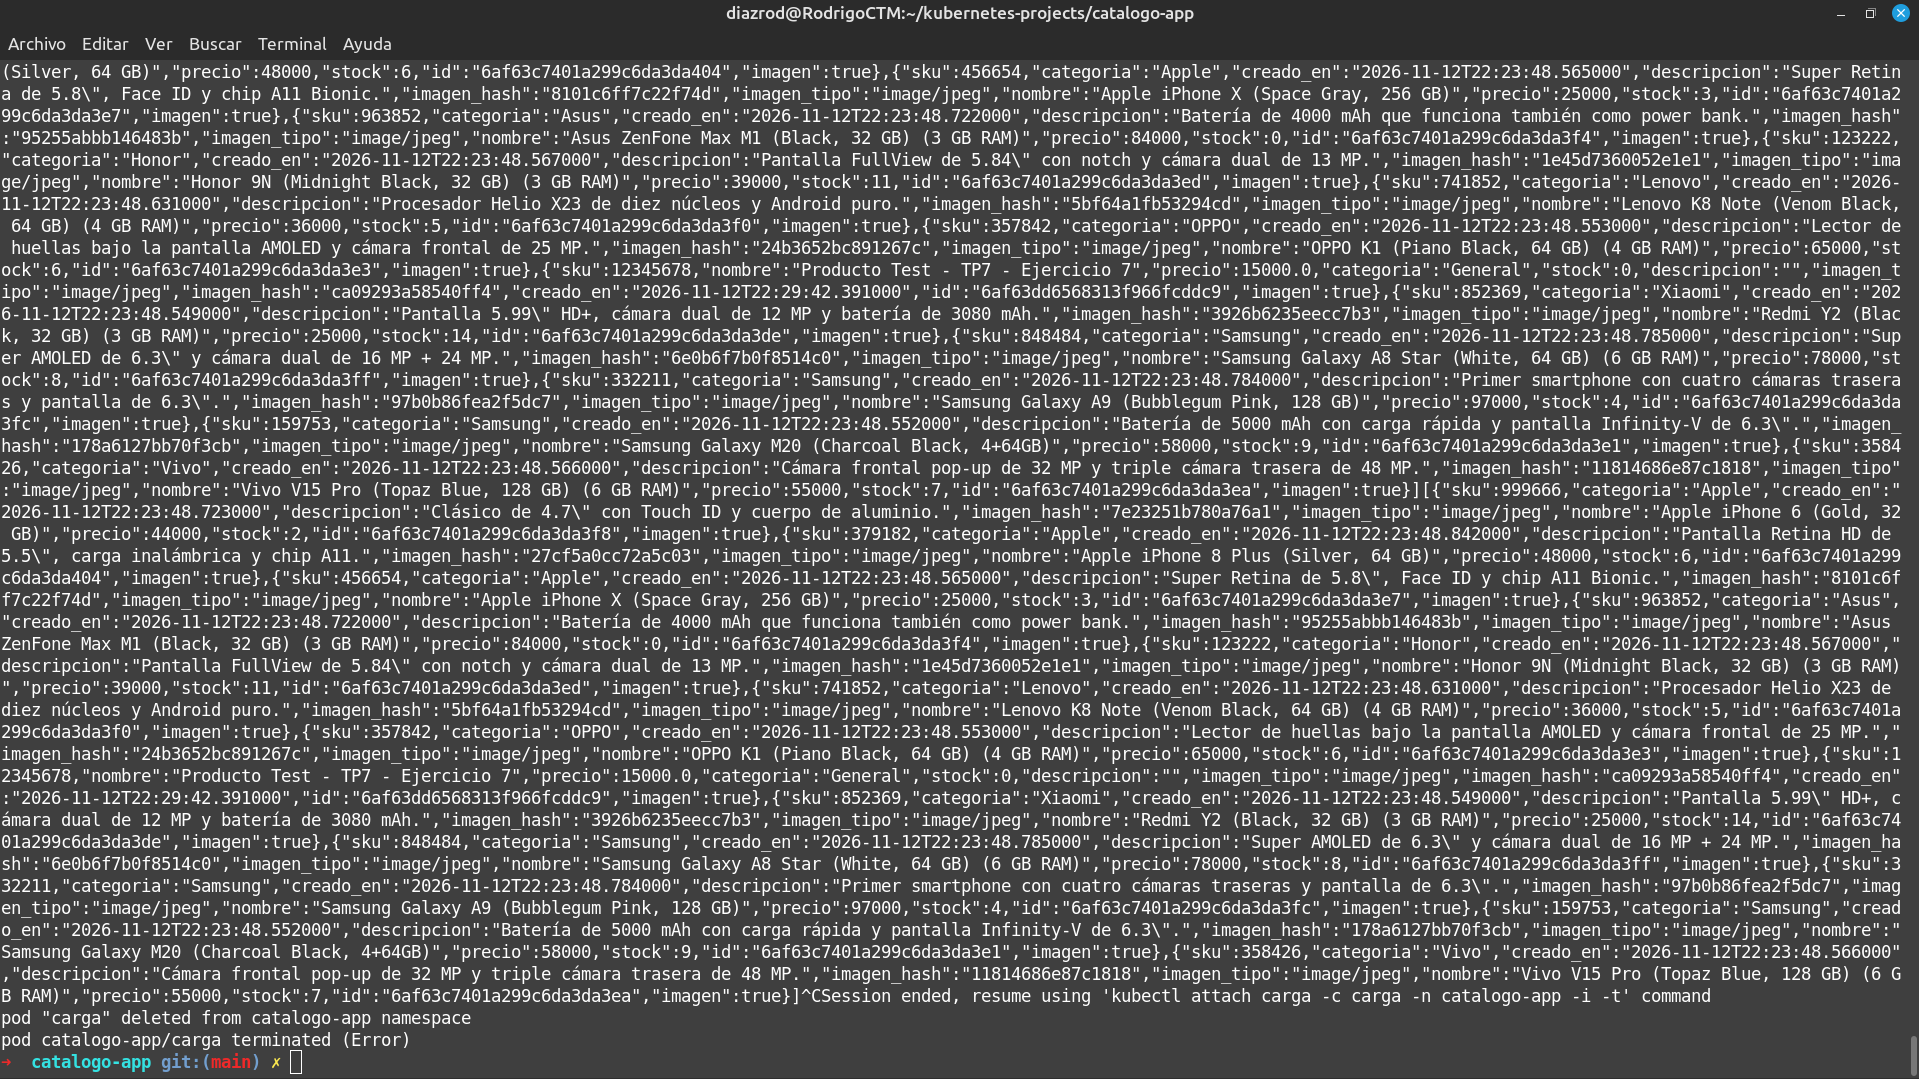 diazrod@RodrigoCTM:~/kubernetes-projects/catalogo-app
Archivo Editar Ver Buscar Terminal Ayuda
(Silver, 64 GB)","precio":48000,"stock":6,"id":"6af63c7401a299c6da3da404","imagen":true},{"sku":456654,"categoria":"Apple","creado_en":"2026-11-12T22:23:48.565000","descripcion":"Super Retin
a de 5.8\", Face ID y chip A11 Bionic.","imagen_hash":"8101c6ff7c22f74d","imagen_tipo":"image/jpeg","nombre":"Apple iPhone X (Space Gray, 256 GB)","precio":25000,"stock":3,"id":"6af63c7401a2
99c6da3da3e7","imagen":true},{"sku":963852,"categoria":"Asus","creado_en":"2026-11-12T22:23:48.722000","descripcion":"Batería de 4000 mAh que funciona también como power bank.","imagen_hash"
:"95255abbb146483b","imagen_tipo":"image/jpeg","nombre":"Asus ZenFone Max M1 (Black, 32 GB) (3 GB RAM)","precio":84000,"stock":0,"id":"6af63c7401a299c6da3da3f4","imagen":true},{"sku":123222,
"categoria":"Honor","creado_en":"2026-11-12T22:23:48.567000","descripcion":"Pantalla FullView de 5.84\" con notch y cámara dual de 13 MP.","imagen_hash":"1e45d7360052e1e1","imagen_tipo":"ima
ge/jpeg","nombre":"Honor 9N (Midnight Black, 32 GB) (3 GB RAM)","precio":39000,"stock":11,"id":"6af63c7401a299c6da3da3ed","imagen":true},{"sku":741852,"categoria":"Lenovo","creado_en":"2026-
11-12T22:23:48.631000","descripcion":"Procesador Helio X23 de diez núcleos y Android puro.","imagen_hash":"5bf64a1fb53294cd","imagen_tipo":"image/jpeg","nombre":"Lenovo K8 Note (Venom Black,
 64 GB) (4 GB RAM)","precio":36000,"stock":5,"id":"6af63c7401a299c6da3da3f0","imagen":true},{"sku":357842,"categoria":"OPPO","creado_en":"2026-11-12T22:23:48.553000","descripcion":"Lector de
 huellas bajo la pantalla AMOLED y cámara frontal de 25 MP.","imagen_hash":"24b3652bc891267c","imagen_tipo":"image/jpeg","nombre":"OPPO K1 (Piano Black, 64 GB) (4 GB RAM)","precio":65000,"st
ock":6,"id":"6af63c7401a299c6da3da3e3","imagen":true},{"sku":12345678,"nombre":"Producto Test - TP7 - Ejercicio 7","precio":15000.0,"categoria":"General","stock":0,"descripcion":"","imagen_t
ipo":"image/jpeg","imagen_hash":"ca09293a58540ff4","creado_en":"2026-11-12T22:29:42.391000","id":"6af63dd6568313f966fcddc9","imagen":true},{"sku":852369,"categoria":"Xiaomi","creado_en":"202
6-11-12T22:23:48.549000","descripcion":"Pantalla 5.99\" HD+, cámara dual de 12 MP y batería de 3080 mAh.","imagen_hash":"3926b6235eecc7b3","imagen_tipo":"image/jpeg","nombre":"Redmi Y2 (Blac
k, 32 GB) (3 GB RAM)","precio":25000,"stock":14,"id":"6af63c7401a299c6da3da3de","imagen":true},{"sku":848484,"categoria":"Samsung","creado_en":"2026-11-12T22:23:48.785000","descripcion":"Sup
er AMOLED de 6.3\" y cámara dual de 16 MP + 24 MP.","imagen_hash":"6e0b6f7b0f8514c0","imagen_tipo":"image/jpeg","nombre":"Samsung Galaxy A8 Star (White, 64 GB) (6 GB RAM)","precio":78000,"st
ock":8,"id":"6af63c7401a299c6da3da3ff","imagen":true},{"sku":332211,"categoria":"Samsung","creado_en":"2026-11-12T22:23:48.784000","descripcion":"Primer smartphone con cuatro cámaras trasera
s y pantalla de 6.3\".","imagen_hash":"97b0b86fea2f5dc7","imagen_tipo":"image/jpeg","nombre":"Samsung Galaxy A9 (Bubblegum Pink, 128 GB)","precio":97000,"stock":4,"id":"6af63c7401a299c6da3da
3fc","imagen":true},{"sku":159753,"categoria":"Samsung","creado_en":"2026-11-12T22:23:48.552000","descripcion":"Batería de 5000 mAh con carga rápida y pantalla Infinity-V de 6.3\".","imagen_
hash":"178a6127bb70f3cb","imagen_tipo":"image/jpeg","nombre":"Samsung Galaxy M20 (Charcoal Black, 4+64GB)","precio":58000,"stock":9,"id":"6af63c7401a299c6da3da3e1","imagen":true},{"sku":3584
26,"categoria":"Vivo","creado_en":"2026-11-12T22:23:48.566000","descripcion":"Cámara frontal pop-up de 32 MP y triple cámara trasera de 48 MP.","imagen_hash":"11814686e87c1818","imagen_tipo"
:"image/jpeg","nombre":"Vivo V15 Pro (Topaz Blue, 128 GB) (6 GB RAM)","precio":55000,"stock":7,"id":"6af63c7401a299c6da3da3ea","imagen":true}][{"sku":999666,"categoria":"Apple","creado_en":"
2026-11-12T22:23:48.723000","descripcion":"Clásico de 4.7\" con Touch ID y cuerpo de aluminio.","imagen_hash":"7e23251b780a76a1","imagen_tipo":"image/jpeg","nombre":"Apple iPhone 6 (Gold, 32
 GB)","precio":44000,"stock":2,"id":"6af63c7401a299c6da3da3f8","imagen":true},{"sku":379182,"categoria":"Apple","creado_en":"2026-11-12T22:23:48.842000","descripcion":"Pantalla Retina HD de
5.5\", carga inalámbrica y chip A11.","imagen_hash":"27cf5a0cc72a5c03","imagen_tipo":"image/jpeg","nombre":"Apple iPhone 8 Plus (Silver, 64 GB)","precio":48000,"stock":6,"id":"6af63c7401a299
c6da3da404","imagen":true},{"sku":456654,"categoria":"Apple","creado_en":"2026-11-12T22:23:48.565000","descripcion":"Super Retina de 5.8\", Face ID y chip A11 Bionic.","imagen_hash":"8101c6f
f7c22f74d","imagen_tipo":"image/jpeg","nombre":"Apple iPhone X (Space Gray, 256 GB)","precio":25000,"stock":3,"id":"6af63c7401a299c6da3da3e7","imagen":true},{"sku":963852,"categoria":"Asus",
"creado_en":"2026-11-12T22:23:48.722000","descripcion":"Batería de 4000 mAh que funciona también como power bank.","imagen_hash":"95255abbb146483b","imagen_tipo":"image/jpeg","nombre":"Asus
ZenFone Max M1 (Black, 32 GB) (3 GB RAM)","precio":84000,"stock":0,"id":"6af63c7401a299c6da3da3f4","imagen":true},{"sku":123222,"categoria":"Honor","creado_en":"2026-11-12T22:23:48.567000","
descripcion":"Pantalla FullView de 5.84\" con notch y cámara dual de 13 MP.","imagen_hash":"1e45d7360052e1e1","imagen_tipo":"image/jpeg","nombre":"Honor 9N (Midnight Black, 32 GB) (3 GB RAM)
","precio":39000,"stock":11,"id":"6af63c7401a299c6da3da3ed","imagen":true},{"sku":741852,"categoria":"Lenovo","creado_en":"2026-11-12T22:23:48.631000","descripcion":"Procesador Helio X23 de
diez núcleos y Android puro.","imagen_hash":"5bf64a1fb53294cd","imagen_tipo":"image/jpeg","nombre":"Lenovo K8 Note (Venom Black, 64 GB) (4 GB RAM)","precio":36000,"stock":5,"id":"6af63c7401a
299c6da3da3f0","imagen":true},{"sku":357842,"categoria":"OPPO","creado_en":"2026-11-12T22:23:48.553000","descripcion":"Lector de huellas bajo la pantalla AMOLED y cámara frontal de 25 MP.","
imagen_hash":"24b3652bc891267c","imagen_tipo":"image/jpeg","nombre":"OPPO K1 (Piano Black, 64 GB) (4 GB RAM)","precio":65000,"stock":6,"id":"6af63c7401a299c6da3da3e3","imagen":true},{"sku":1
2345678,"nombre":"Producto Test - TP7 - Ejercicio 7","precio":15000.0,"categoria":"General","stock":0,"descripcion":"","imagen_tipo":"image/jpeg","imagen_hash":"ca09293a58540ff4","creado_en"
:"2026-11-12T22:29:42.391000","id":"6af63dd6568313f966fcddc9","imagen":true},{"sku":852369,"categoria":"Xiaomi","creado_en":"2026-11-12T22:23:48.549000","descripcion":"Pantalla 5.99\" HD+, c
ámara dual de 12 MP y batería de 3080 mAh.","imagen_hash":"3926b6235eecc7b3","imagen_tipo":"image/jpeg","nombre":"Redmi Y2 (Black, 32 GB) (3 GB RAM)","precio":25000,"stock":14,"id":"6af63c74
01a299c6da3da3de","imagen":true},{"sku":848484,"categoria":"Samsung","creado_en":"2026-11-12T22:23:48.785000","descripcion":"Super AMOLED de 6.3\" y cámara dual de 16 MP + 24 MP.","imagen_ha
sh":"6e0b6f7b0f8514c0","imagen_tipo":"image/jpeg","nombre":"Samsung Galaxy A8 Star (White, 64 GB) (6 GB RAM)","precio":78000,"stock":8,"id":"6af63c7401a299c6da3da3ff","imagen":true},{"sku":3
32211,"categoria":"Samsung","creado_en":"2026-11-12T22:23:48.784000","descripcion":"Primer smartphone con cuatro cámaras traseras y pantalla de 6.3\".","imagen_hash":"97b0b86fea2f5dc7","imag
en_tipo":"image/jpeg","nombre":"Samsung Galaxy A9 (Bubblegum Pink, 128 GB)","precio":97000,"stock":4,"id":"6af63c7401a299c6da3da3fc","imagen":true},{"sku":159753,"categoria":"Samsung","cread
o_en":"2026-11-12T22:23:48.552000","descripcion":"Batería de 5000 mAh con carga rápida y pantalla Infinity-V de 6.3\".","imagen_hash":"178a6127bb70f3cb","imagen_tipo":"image/jpeg","nombre":"
Samsung Galaxy M20 (Charcoal Black, 4+64GB)","precio":58000,"stock":9,"id":"6af63c7401a299c6da3da3e1","imagen":true},{"sku":358426,"categoria":"Vivo","creado_en":"2026-11-12T22:23:48.566000"
,"descripcion":"Cámara frontal pop-up de 32 MP y triple cámara trasera de 48 MP.","imagen_hash":"11814686e87c1818","imagen_tipo":"image/jpeg","nombre":"Vivo V15 Pro (Topaz Blue, 128 GB) (6 G
B RAM)","precio":55000,"stock":7,"id":"6af63c7401a299c6da3da3ea","imagen":true}]^CSession ended, resume using 'kubectl attach carga -c carga -n catalogo-app -i -t' command
pod "carga" deleted from catalogo-app namespace
pod catalogo-app/carga terminated (Error)
➜ catalogo-app git:(main) ✗